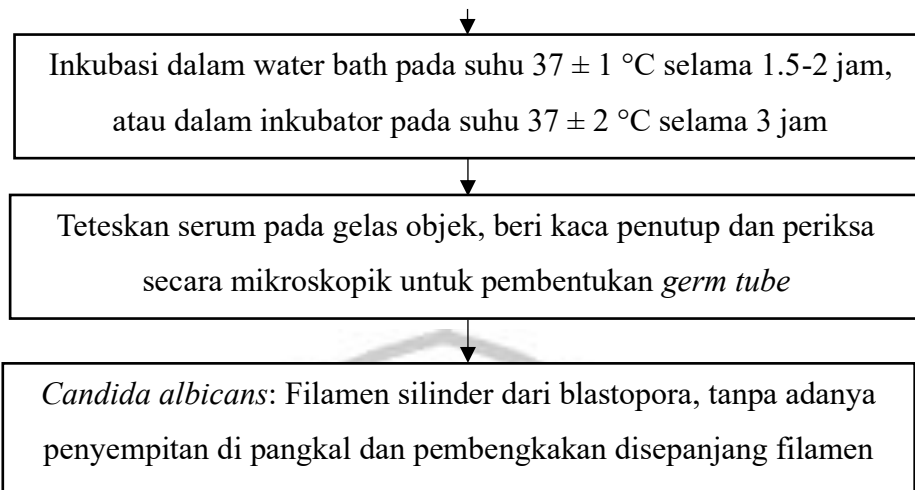 Inkubasi dalam water bath pada suhu 37 ± 1 °C selama 1.5-2 jam,
atau dalam inkubator pada suhu 37 ± 2 °C selama 3 jam
Teteskan serum pada gelas objek, beri kaca penutup dan periksa
secara mikroskopik untuk pembentukan germ tube
Candida albicans: Filamen silinder dari blastopora, tanpa adanya
penyempitan di pangkal dan pembengkakan disepanjang filamen